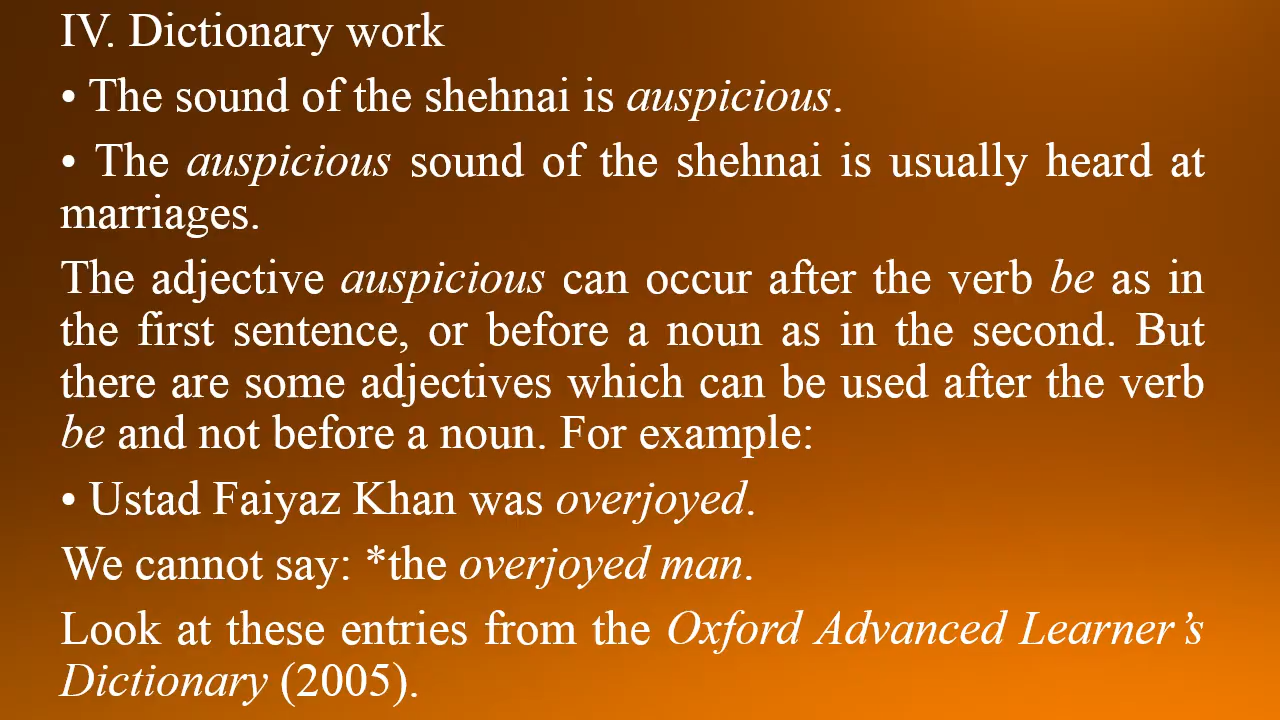 IV. Dictionary work
• The sound of the shehnai is auspicious.
• The auspicious sound of the shehnai is usually heard at
marriages.
The adjective auspicious can occur after the verb be as in
the first sentence, or before a noun as in the second. But
there are some adjectives which can be used after the verb
be and not before a noun. For example:
• Ustad Faiyaz Khan was overjoyed.
We cannot say: *the overjoyed man.
Look at these entries from the Oxford Advanced Learner’s
Dictionary (2005).